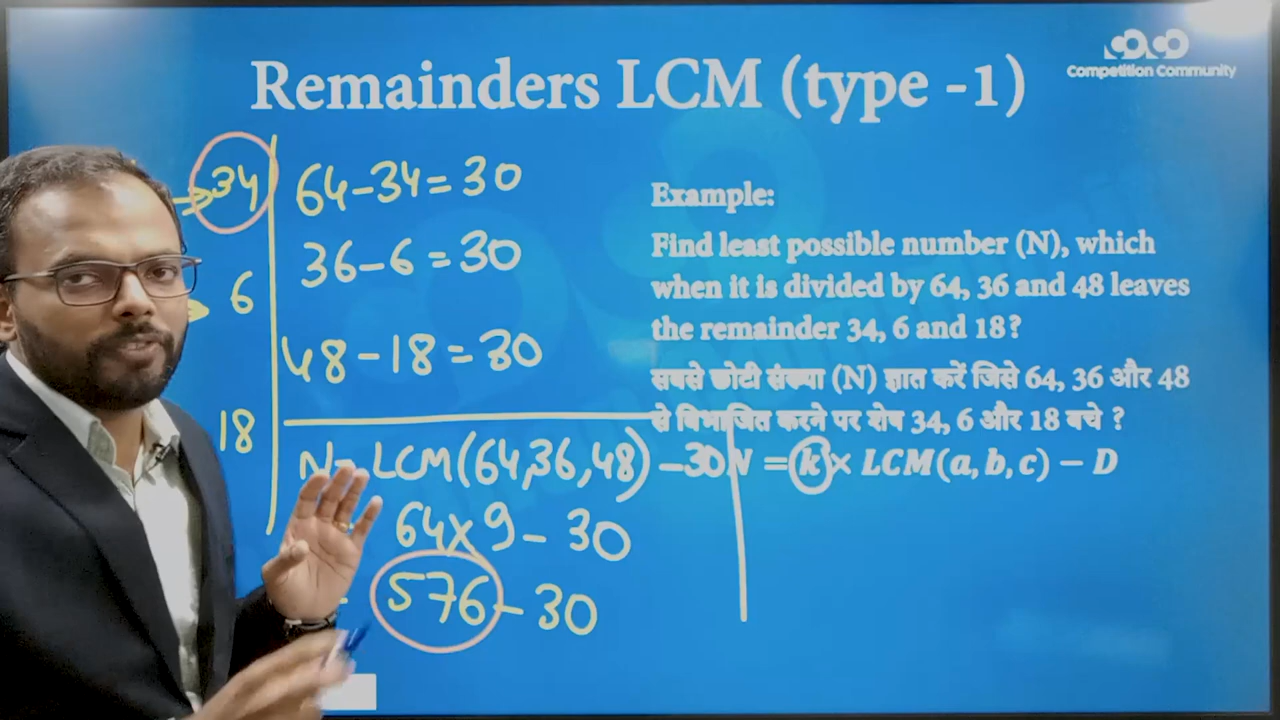 Competition Community
Remainders LCM (type -1)
34
64-34=30
6
36-6=30
18
48-18=30
N= LCM(64,36,48) -30
64×9- 30
576- 30
Example:
Find least possible number (N), which
when it is divided by 64, 36 and 48 leaves
the remainder 34, 6 and 18?
सबसे छोटी संख्या (N) ज्ञात करें जिसे 64, 36 और 48
से विभाजित करने पर शेष 34, 6 और 18 बचे ?
N = k × LCM(a, b, c) − D